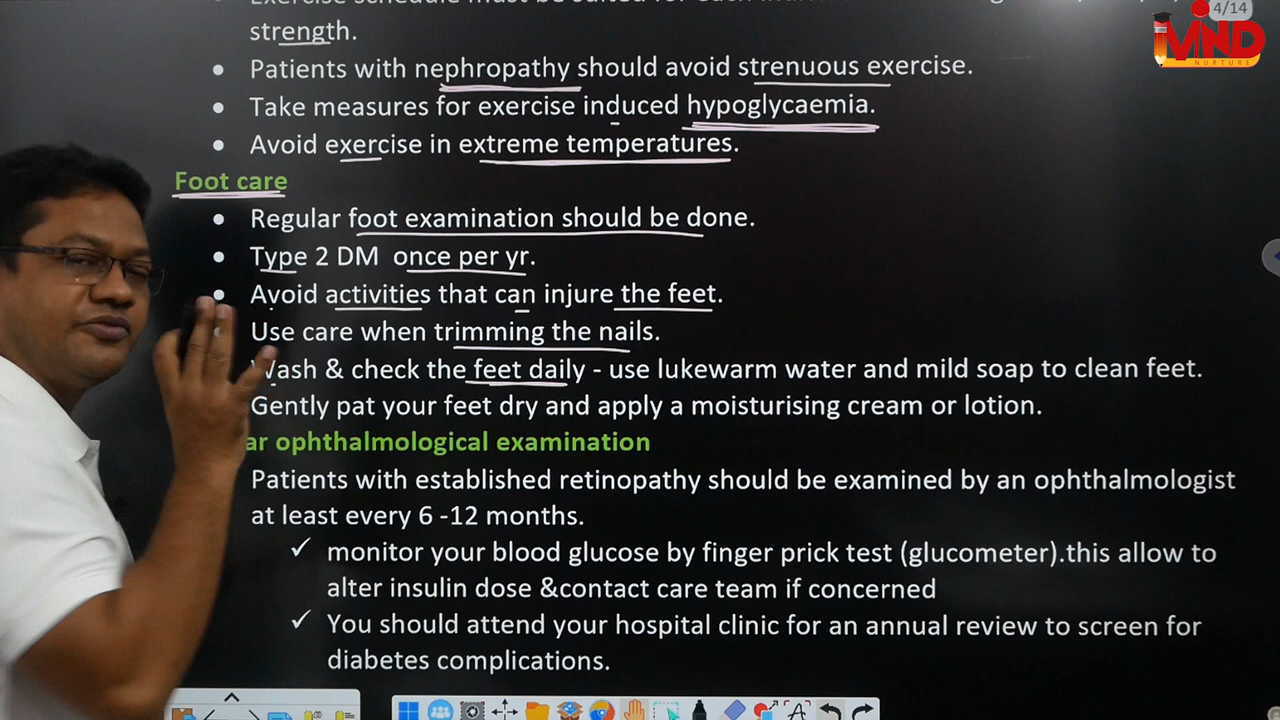 4/14
MIND
NURTURE
strength.
Patients with nephropathy should avoid strenuous exercise.
Take measures for exercise induced hypoglycaemia.
Avoid exercise in extreme temperatures.
Foot care
Regular foot examination should be done.
Type 2 DM once per yr.
Avoid activities that can injure the feet.
Use care when trimming the nails.
Wash & check the feet daily - use lukewarm water and mild soap to clean feet.
Gently pat your feet dry and apply a moisturising cream or lotion.
ar ophthalmological examination
Patients with established retinopathy should be examined by an ophthalmologist
at least every 6 -12 months.
✓ monitor your blood glucose by finger prick test (glucometer).this allow to
alter insulin dose &contact care team if concerned
✓ You should attend your hospital clinic for an annual review to screen for
diabetes complications.